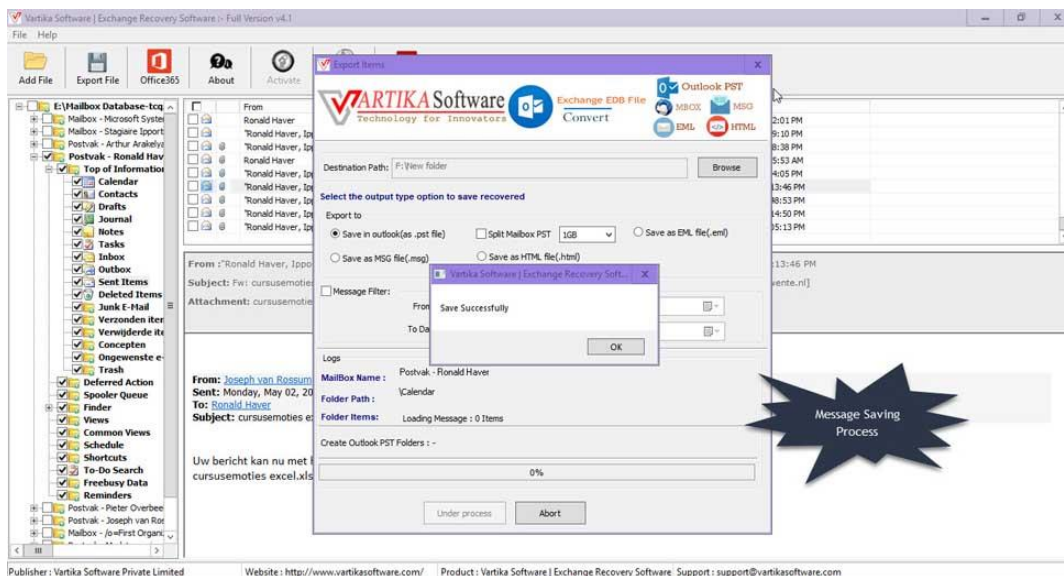 Vartika Software | Exchange Recovery Software :- Full Version v4.1
File Help
Add File
Export File
Office365
About
Activate
E:\Mailbox Database-tcq
Mailbox - Microsoft System
Mailbox - Stagiaire Ipport
Postvak - Arthur Arakelya
Postvak - Ronald Hav
Top of Information
Calendar
Contacts
Drafts
Journal
Notes
Tasks
Inbox
Outbox
Sent Items
Deleted Items
Junk E-Mail
Verzonden iter
Verwijderde ite
Concepten
Ongewenste e-
Trash
Deferred Action
Spooler Queue
Finder
Views
Common Views
Schedule
Shortcuts
To-Do Search
Freebusy Data
Reminders
Postvak - Pieter Overbee
Postvak - Joseph van Ros
Mailbox - /o=First Organi
From
Ronald Haver
"Ronald Haver, Ipp
"Ronald Haver, Ipp
Ronald Haver
"Ronald Haver, Ipp
"Ronald Haver, Ipp
"Ronald Haver, Ipp
"Ronald Haver, Ipp
"Ronald Haver, Ipp
2:01 PM
9:10 PM
8:38 PM
5:53 AM
4:05 PM
13:46 PM
48:53 PM
14:50 PM
05:13 PM
From :"Ronald Haver, Ippo
:13:46 PM
Subject: Fw: cursusemotie
wente.nl]
Attachment: cursusemotie
From: Joseph van Rossum
Sent: Monday, May 02, 20
To: Ronald Haver
Subject: cursusemoties e
Uw bericht kan nu met
cursusemoties excel.xls
Export Items
X
VARTIKA Software
Technology for Innovators
Exchange EDB File
Convert
Outlook PST
MBOX
MSG
EML
HTML
Destination Path: F:\New folder
Browse
Select the output type option to save recovered
Export to
Save in outlook(as .pst file)
Split Mailbox PST
1GB
Save as EML file(.eml)
Save as MSG file(.msg)
Save as HTML file(.html)
Message Filter:
From
To Da
Vartika Software | Exchange Recovery Soft...
X
Save Successfully
OK
Logs
MailBox Name : Postvak - Ronald Haver
Folder Path : \Calendar
Folder Items: Loading Message : 0 Items
Create Outlook PST Folders : -
0%
Under process
Abort
Message Saving
Process
Publisher : Vartika Software Private Limited
Website : http://www.vartikasoftware.com/
Product : Vartika Software | Exchange Recovery Software
Support : support@vartikasoftware.com